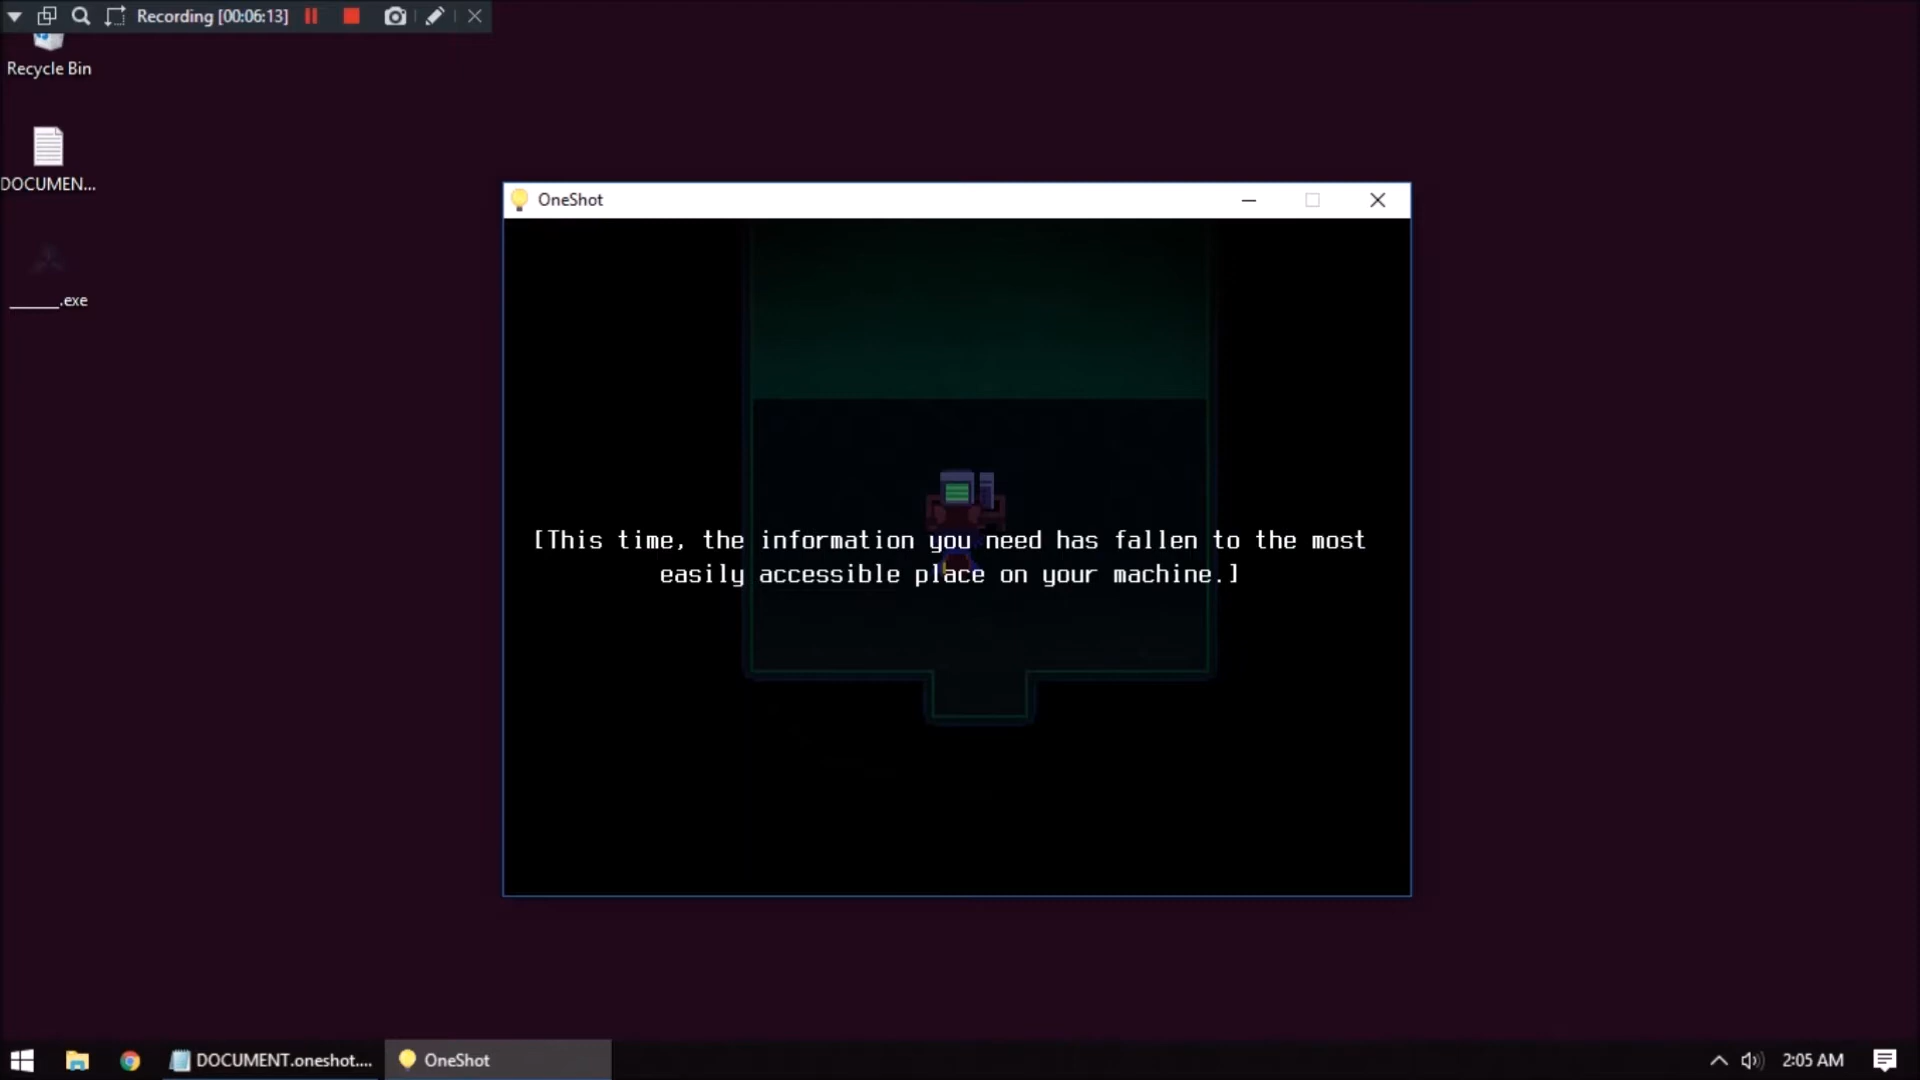 Recording [00:06:13]
Recycle Bin
DOCUMEN...
______.exe
OneShot
[This time, the information you need has fallen to the most
easily accessible place on your machine.]
DOCUMENT.oneshot....
OneShot
2:05 AM